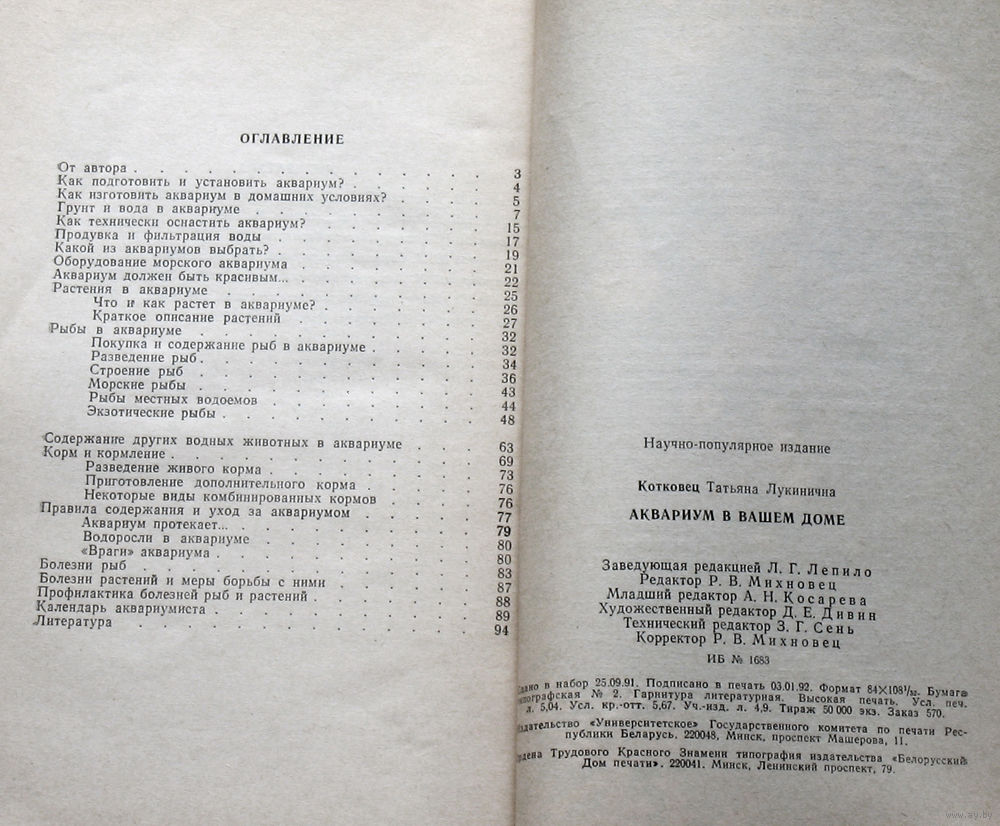 ОГЛАВЛЕНИЕ
От автора . . . . . . . . . . . . . . . . 3
Как подготовить и установить аквариум? . . . . . . . 4
Как изготовить аквариум в домашних условиях? . . . . . 5
Грунт и вода в аквариуме . . . . . . . . . . . 7
Как технически оснастить аквариум? . . . . . . . . 15
Продувка и фильтрация воды . . . . . . . . . . 17
Какой из аквариумов выбрать? . . . . . . . . . . 19
Оборудование морского аквариума . . . . . . . . . 21
Аквариум должен быть красивым... . . . . . . . . . 22
Растения в аквариуме . . . . . . . . . . . . 25
Что и как растет в аквариуме? . . . . . . . . 26
Краткое описание растений . . . . . . . . . 27
Рыбы в аквариуме . . . . . . . . . . . . . 32
Покупка и содержание рыб в аквариуме . . . . . . 32
Разведение рыб . . . . . . . . . . . . . 34
Строение рыб . . . . . . . . . . . . . 36
Морские рыбы . . . . . . . . . . . . . 43
Рыбы местных водоемов . . . . . . . . . . 44
Экзотические рыбы . . . . . . . . . . . . 48
Содержание других водных животных в аквариуме . . . . 63
Корм и кормление . . . . . . . . . . . . . 69
Разведение живого корма . . . . . . . . . . 73
Приготовление дополнительного корма . . . . . . 76
Некоторые виды комбинированных кормов . . . . . 76
Правила содержания и уход за аквариумом . . . . . . 77
Аквариум протекает... . . . . . . . . . . . 79
Водоросли в аквариуме . . . . . . . . . . 80
«Враги» аквариума . . . . . . . . . . . . 80
Болезни рыб . . . . . . . . . . . . . . . 83
Болезни растений и меры борьбы с ними . . . . . . . 87
Профилактика болезней рыб и растений . . . . . . . 88
Календарь аквариумиста . . . . . . . . . . . 89
Литература . . . . . . . . . . . . . . . 94
Научно-популярное издание
Котковец Татьяна Лукинична
АКВАРИУМ В ВАШЕМ ДОМЕ
Заведующая редакцией Л. Г. Лепило
Редактор Р. В. Михновец
Младший редактор А. Н. Косарева
Художественный редактор Д. Е. Дивин
Технический редактор З. Г. Сень
Корректор Р. В. Михновец
ИБ № 1683
Сдано в набор 25.09.91. Подписано в печать 03.01.92. Формат 84×108¹/₃₂. Бумага
типографская № 2. Гарнитура литературная. Высокая печать. Усл. печ.
л. 5,04. Усл. кр.-отт. 5,67. Уч.-изд. л. 4,9. Тираж 50 000 экз. Заказ 570.
Издательство «Университетское» Государственного комитета по печати Рес-
публики Беларусь. 220048, Минск, проспект Машерова, 11.
Ордена Трудового Красного Знамени типография издательства «Белорусский
Дом печати». 220041. Минск, Ленинский проспект, 79.
www.ay.by